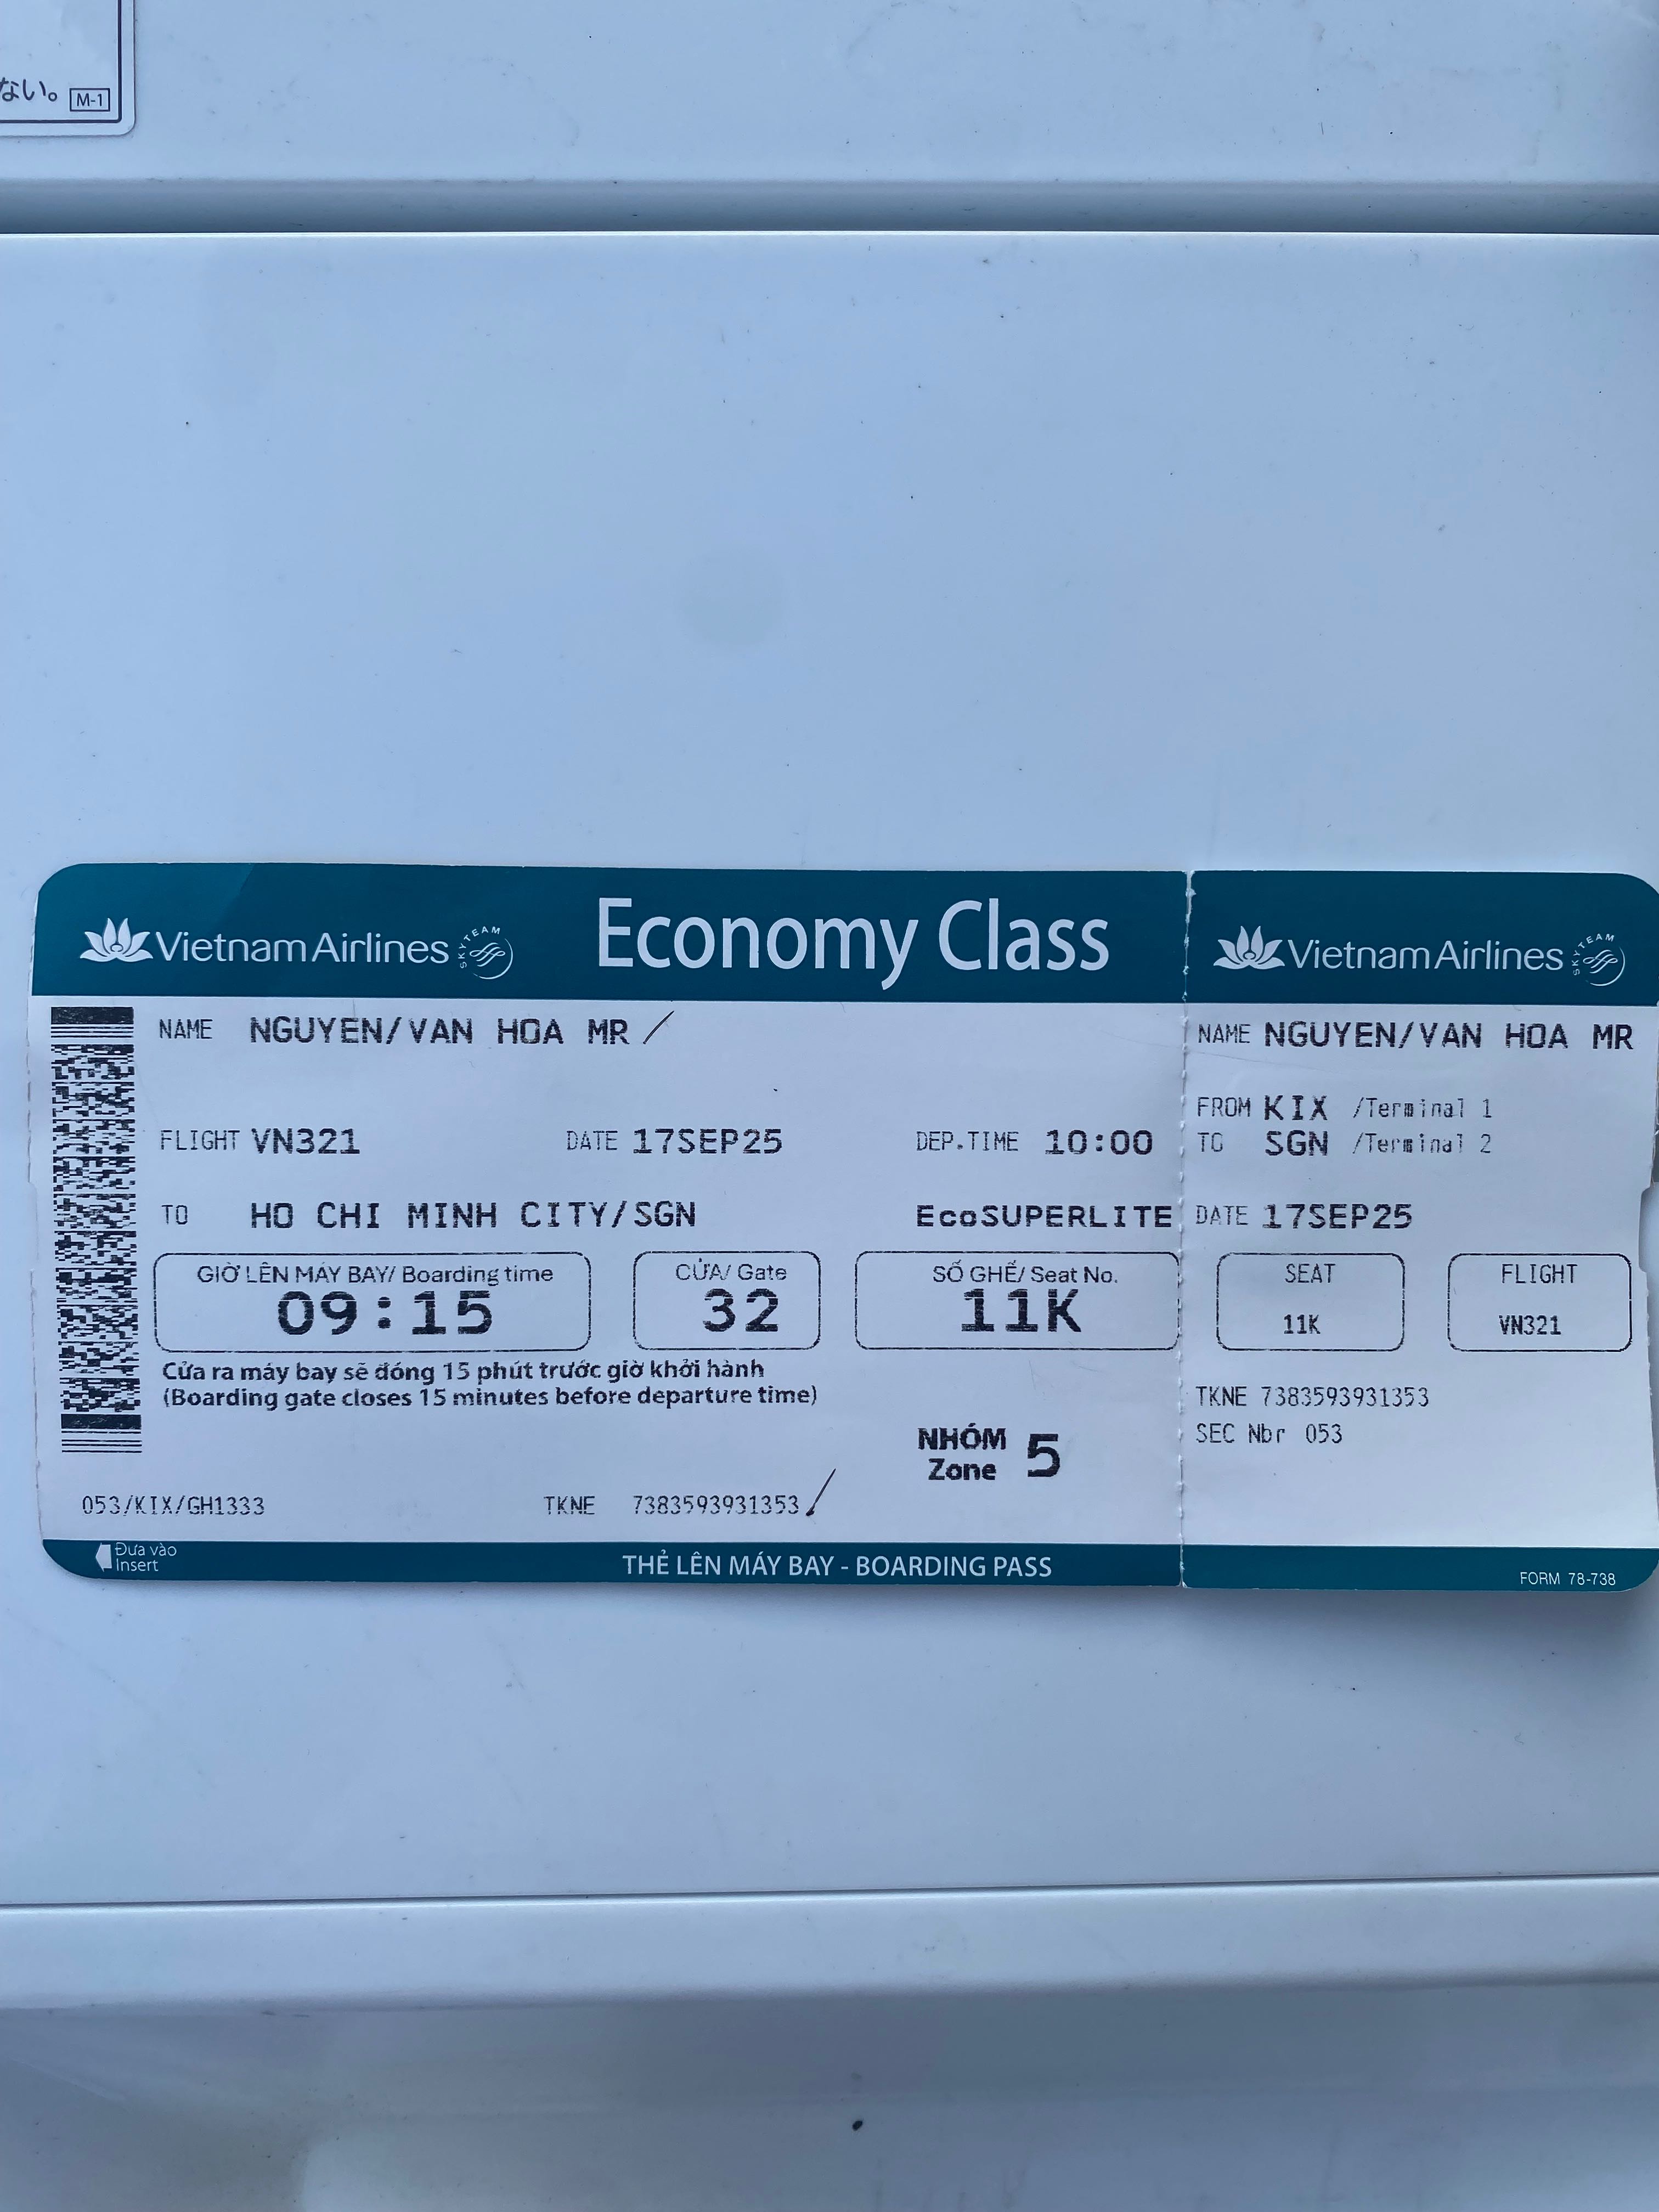 ない。 M-1
Vietnam Airlines SKYTEAM Economy Class
NAME NGUYEN/VAN HOA MR
FLIGHT VN321 DATE 17SEP25 DEP.TIME 10:00
TO HO CHI MINH CITY/SGN EcoSUPERLITE
GIỜ LÊN MÁY BAY/ Boarding time CỬA/ Gate SỐ GHẾ/ Seat No.
09:15 32 11K
Cửa ra máy bay sẽ đóng 15 phút trước giờ khởi hành
(Boarding gate closes 15 minutes before departure time)
NHÓM
Zone 5
053/KIX/GH1333 TKNE 7383593931353
Đưa vào
Insert
THẺ LÊN MÁY BAY - BOARDING PASS
Vietnam Airlines SKYTEAM
NAME NGUYEN/VAN HOA MR
FROM KIX /Terminal 1
TO SGN /Terminal 2
DATE 17SEP25
SEAT FLIGHT
11K VN321
TKNE 7383593931353
SEC Nbr 053
FORM 78-738